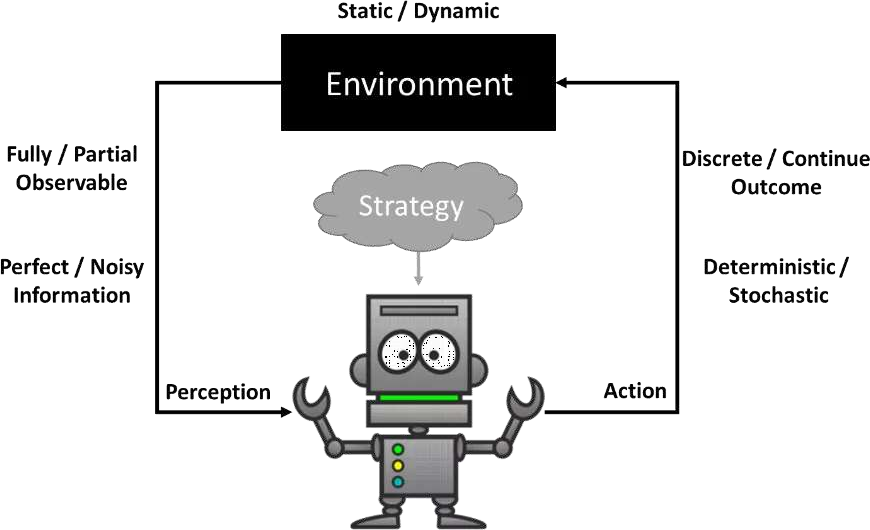 Static / Dynamic
Environment
Fully / Partial
Observable
Discrete / Continue
Outcome
Strategy
Perfect / Noisy
Information
Deterministic /
Stochastic
Perception
Action